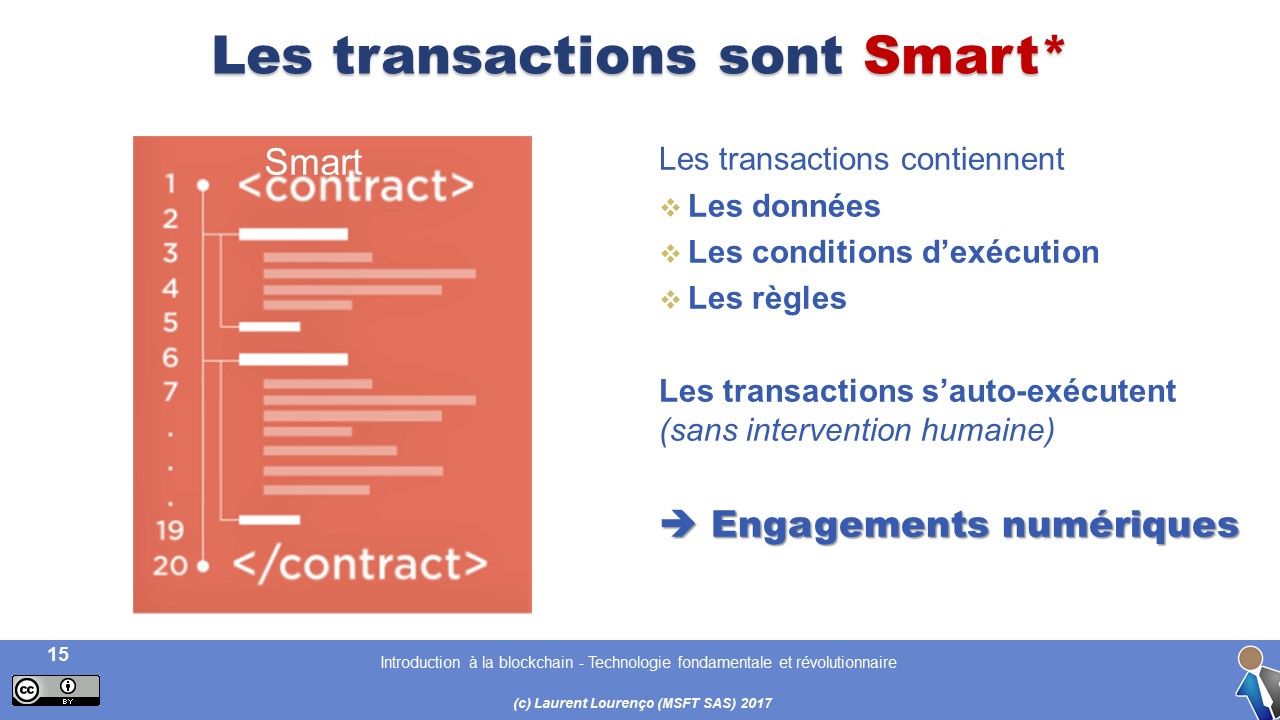 Les transactions sont Smart*
Smart
<contract>
1
2
3
4
5
6
7
.
.
.
19
20
</contract>
Les transactions contiennent
❖ Les données
❖ Les conditions d’exécution
❖ Les règles
Les transactions s’auto-exécutent
(sans intervention humaine)
➔ Engagements numériques
15
cc BY
Introduction à la blockchain - Technologie fondamentale et révolutionnaire
(c) Laurent Lourenço (MSFT SAS) 2017